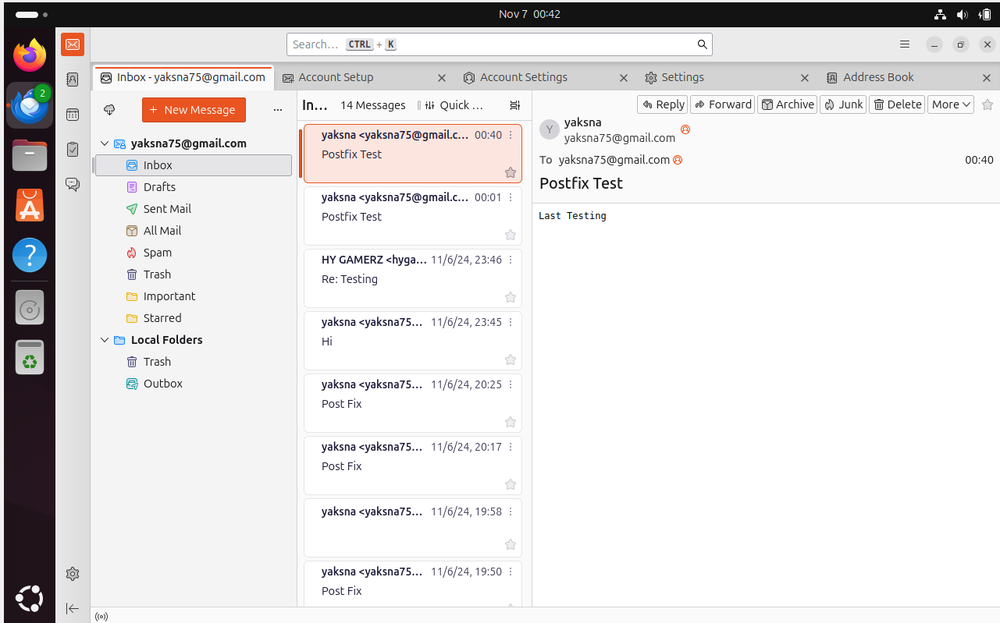 Nov 7 00:42
2
Search… CTRL + K
Inbox - yaksna75@gmail.com
Account Setup
Account Settings
Settings
Address Book
+ New Message
yaksna75@gmail.com
Inbox
Drafts
Sent Mail
All Mail
Spam
Trash
Important
Starred
Local Folders
Trash
Outbox
In… 14 Messages Quick …
yaksna <yaksna75@gmail.c… 00:40
Postfix Test
yaksna <yaksna75@gmail.c… 00:01
Postfix Test
HY GAMERZ <hyga… 11/6/24, 23:46
Re: Testing
yaksna <yaksna75… 11/6/24, 23:45
Hi
yaksna <yaksna75… 11/6/24, 20:25
Post Fix
yaksna <yaksna75… 11/6/24, 20:17
Post Fix
yaksna <yaksna75… 11/6/24, 19:58
yaksna <yaksna75… 11/6/24, 19:50
Post Fix
Reply Forward Archive Junk Delete More
Y
yaksna
yaksna75@gmail.com
To yaksna75@gmail.com 00:40
Postfix Test
Last Testing